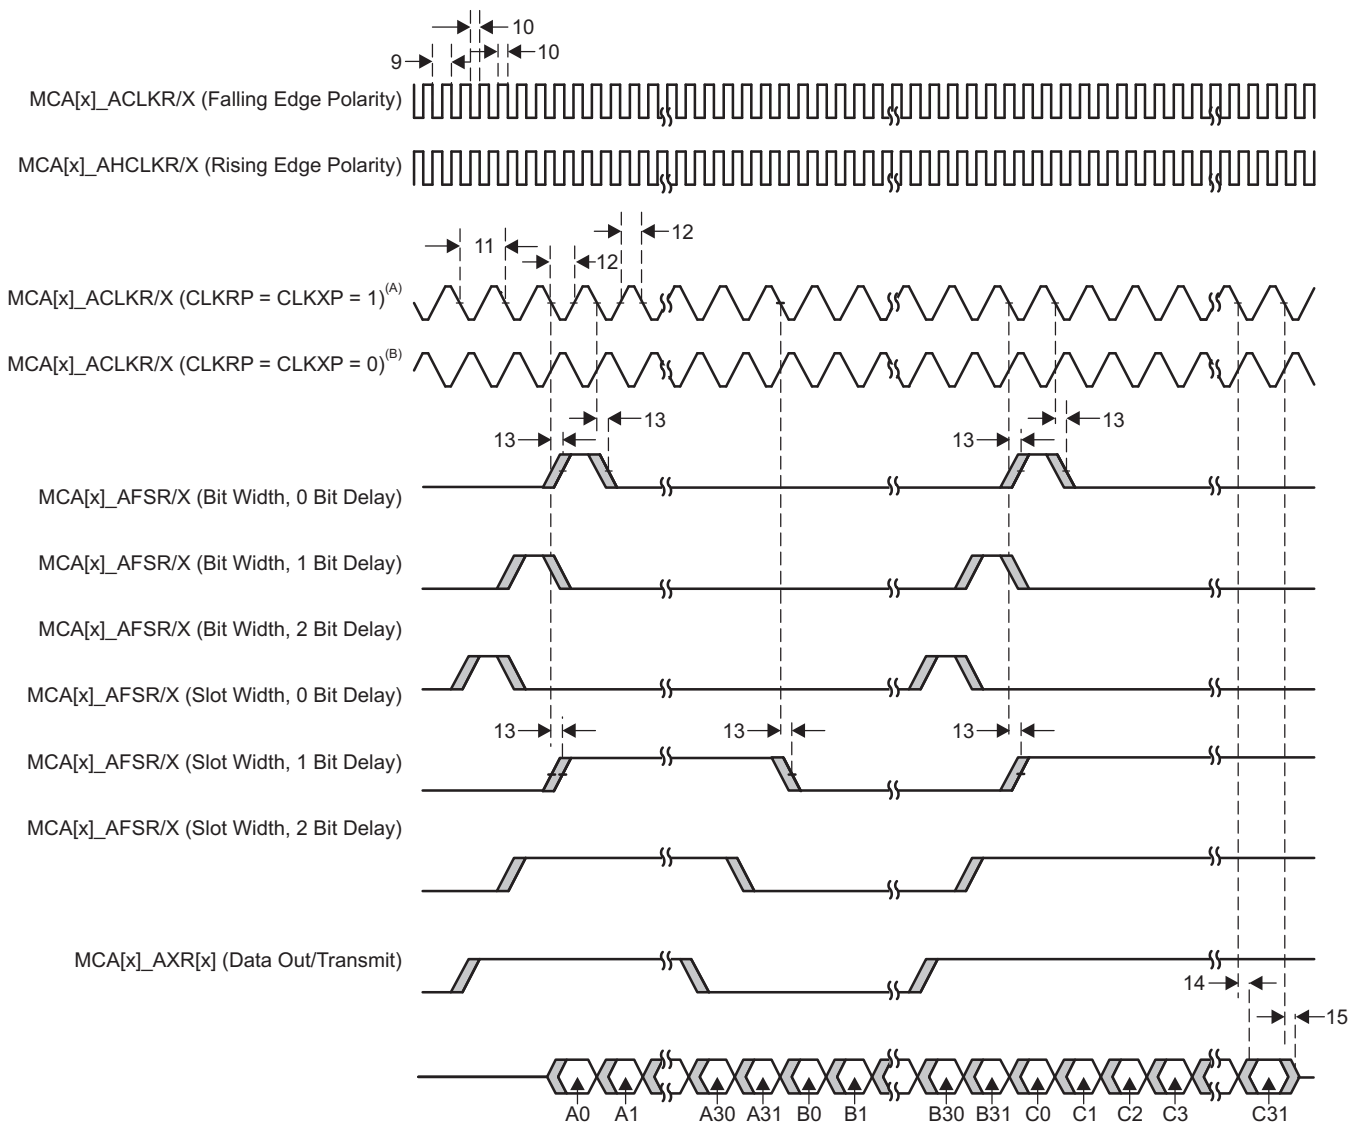 10
9
10
MCA[x]_ACLKR/X (Falling Edge Polarity)
MCA[x]_AHCLKR/X (Rising Edge Polarity)
12
11
12
MCA[x]_ACLKR/X (CLKRP = CLKXP = 1)(A)
MCA[x]_ACLKR/X (CLKRP = CLKXP = 0)(B)
13 13 13 13
MCA[x]_AFSR/X (Bit Width, 0 Bit Delay)
MCA[x]_AFSR/X (Bit Width, 1 Bit Delay)
MCA[x]_AFSR/X (Bit Width, 2 Bit Delay)
MCA[x]_AFSR/X (Slot Width, 0 Bit Delay)
13 13 13
MCA[x]_AFSR/X (Slot Width, 1 Bit Delay)
MCA[x]_AFSR/X (Slot Width, 2 Bit Delay)
MCA[x]_AXR[x] (Data Out/Transmit)
14
15
A0 A1 A30 A31 B0 B1 B30 B31 C0 C1 C2 C3 C31